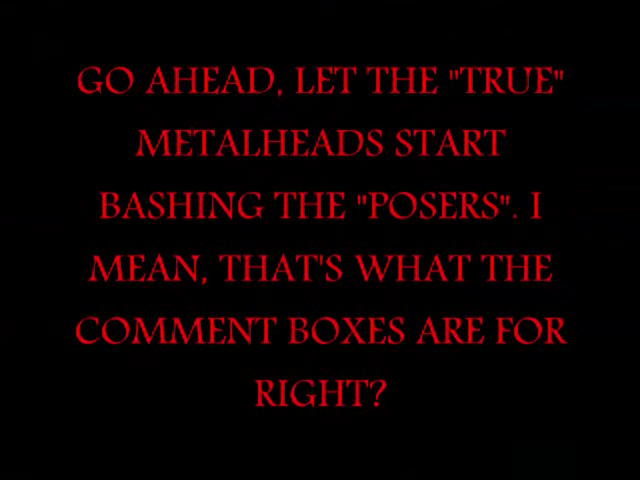 GO AHEAD, LET THE "TRUE"
METALHEADS START
BASHING THE "POSERS". I
MEAN, THAT'S WHAT THE
COMMENT BOXES ARE FOR
RIGHT?